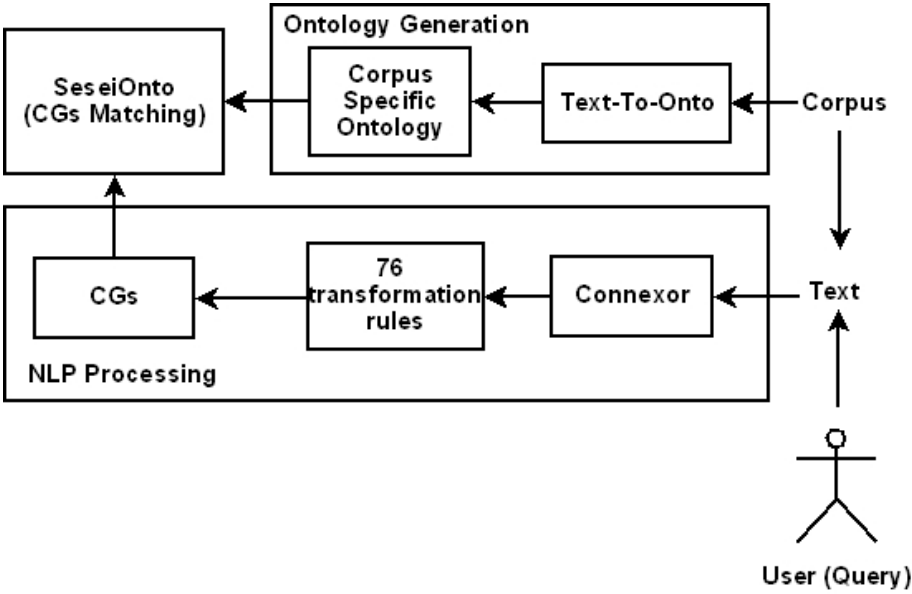 Ontology Generation
SeseiOnto
(CGs Matching)
Corpus
Specific
Ontology
Text-To-Onto
Corpus
CGs
76
transformation
rules
Connexor
Text
NLP Processing
User (Query)